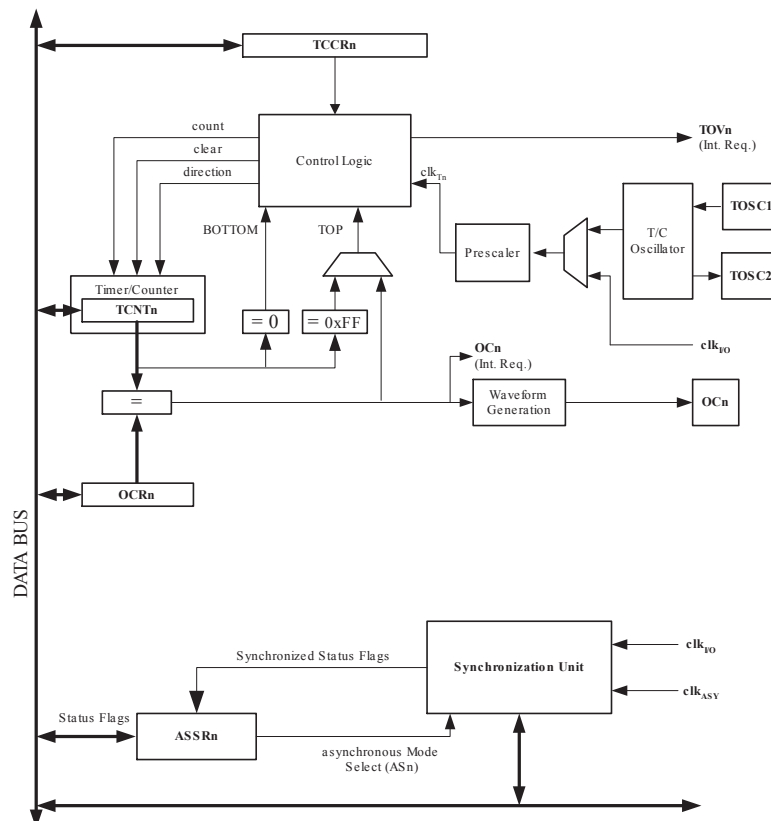 TCCRn
count
clear
direction
Control Logic
TOVn
(Int. Req.)
clkTn
BOTTOM
TOP
Prescaler
T/C
Oscillator
TOSC1
TOSC2
Timer/Counter
TCNTn
= 0
= 0xFF
clkI/O
OCn
(Int. Req.)
=
Waveform
Generation
OCn
OCRn
DATA BUS
Synchronized Status Flags
Synchronization Unit
clkI/O
clkASY
Status Flags
ASSRn
asynchronous Mode
Select (ASn)